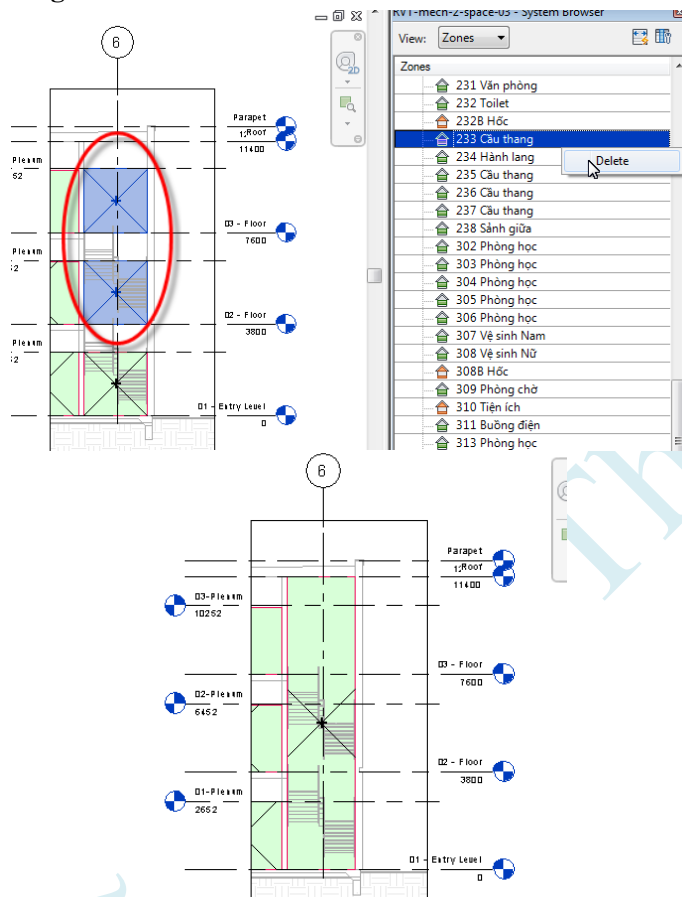 RVT-mech-2-space-03 - System Browser
View: Zones
Zones
231 Văn phòng
232 Toilet
232B Hốc
233 Cầu thang
234 Hành lang
Delete
235 Cầu thang
236 Cầu thang
237 Cầu thang
238 Sảnh giữa
302 Phòng học
303 Phòng học
304 Phòng học
305 Phòng học
306 Phòng học
307 Vệ sinh Nam
308 Vệ sinh Nữ
308B Hốc
309 Phòng chờ
310 Tiện ích
311 Buồng điện
313 Phòng học
2D
6
Parapet
Roof
11400
Plenum
52
03 - Floor
7600
Plenum
2
02 - Floor
3800
Plenum
2
01 - Entry Level
0
6
Parapet
Roof
11400
03-Plenum
10252
03 - Floor
7600
02-Plenum
6452
02 - Floor
3800
01-Plenum
2652
01 - Entry Level
0
Th